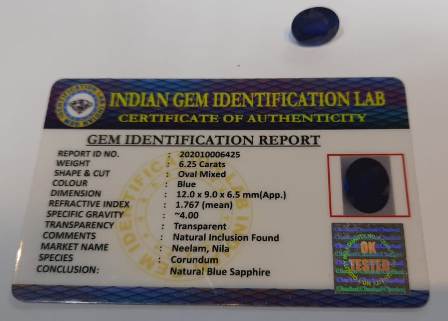 INDIAN GEM IDENTIFICATION LAB
CERTIFICATE OF AUTHENTICITY
GEM IDENTIFICATION REPORT
REPORT ID NO. : 202010006425
WEIGHT : 6.25 Carats
SHAPE & CUT : Oval Mixed
COLOUR : Blue
DIMENSION : 12.0 x 9.0 x 6.5 mm(App.)
REFRACTIVE INDEX : 1.767 (mean)
SPECIFIC GRAVITY : ~4.00
TRANSPARENCY : Transparent
COMMENTS : Natural Inclusion Found
MARKET NAME : Neelam, Nila
SPECIES : Corundum
CONCLUSION: : Natural Blue Sapphire
OK
TESTED